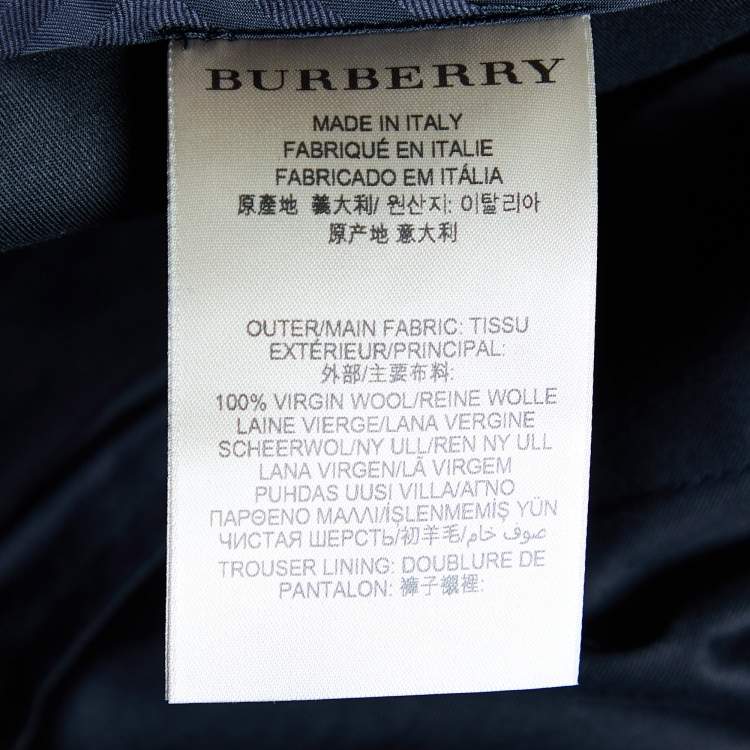 BURBERRY
MADE IN ITALY
FABRIQUÉ EN ITALIE
FABRICADO EM ITÁLIA
原產地 義大利/ 원산지: 이탈리아
原产地 意大利
OUTER/MAIN FABRIC: TISSU
EXTÉRIEUR/PRINCIPAL:
外部/主要布料:
100% VIRGIN WOOL/REINE WOLLE
LAINE VIERGE/LANA VERGINE
SCHEERWOL/NY ULL/REN NY ULL
LANA VIRGEN/LÃ VIRGEM
PUHDAS UUSI VILLA/ΑΓΝΟ
ΠΑΡΘΕΝΟ ΜΑΛΛΙ/İŞLENMEMİŞ YÜN
ЧИСТАЯ ШЕРСТЬ/初羊毛/صوف خام
TROUSER LINING: DOUBLURE DE
PANTALON: 褲子襯裡: